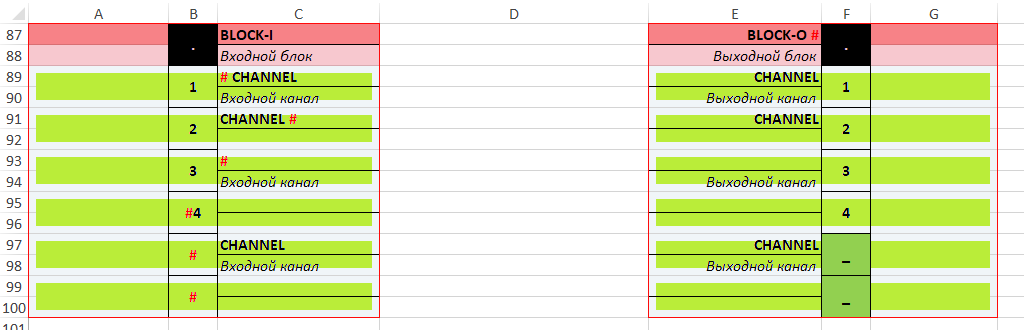 A B C D E F G
87 . BLOCK-I BLOCK-O # .
88 Входной блок Выходной блок
89 1 # CHANNEL CHANNEL 1
90 Входной канал Выходной канал
91 2 CHANNEL # CHANNEL 2
92
93 3 # 3
94 Входной канал Выходной канал
95 #4 4
96
97 # CHANNEL CHANNEL _
98 Входной канал Выходной канал
99 # _
100
101